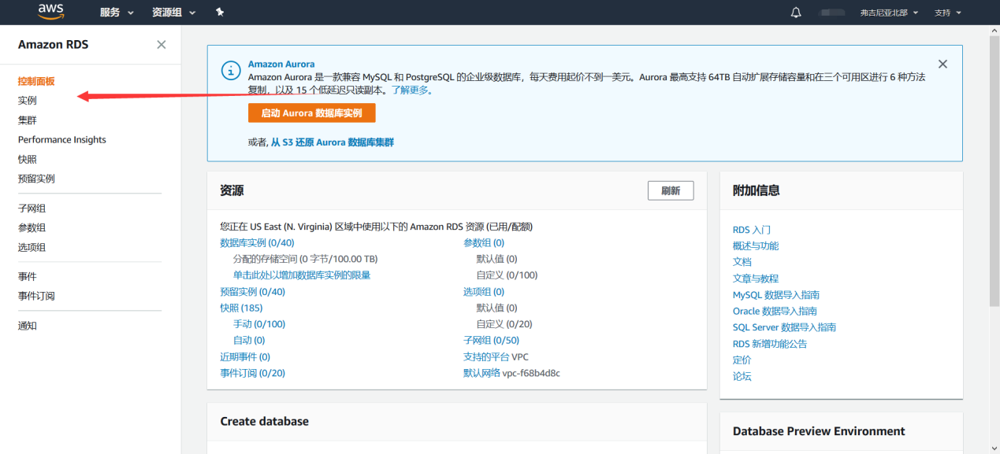 aws
服务
资源组
弗吉尼亚北部
支持
Amazon RDS
控制面板
实例
集群
Performance Insights
快照
预留实例
子网组
参数组
选项组
事件
事件订阅
通知
Amazon Aurora
Amazon Aurora 是一款兼容 MySQL 和 PostgreSQL 的企业级数据库，每天费用起价不到一美元。Aurora 最高支持 64TB 自动扩展存储容量和在三个可用区进行 6 种方法
复制，以及 15 个低延迟只读副本。了解更多。
启动 Aurora 数据库实例
或者, 从 S3 还原 Aurora 数据库集群
资源
刷新
您正在 US East (N. Virginia) 区域中使用以下的 Amazon RDS 资源 (已用/配额)
数据库实例 (0/40)
分配的存储空间 (0 字节/100.00 TB)
单击此处以增加数据库实例的限量
预留实例 (0/40)
快照 (185)
手动 (0/100)
自动 (0)
近期事件 (0)
事件订阅 (0/20)
参数组 (0)
默认值 (0)
自定义 (0/100)
选项组 (0)
默认值 (0)
自定义 (0/20)
子网组 (0/50)
支持的平台 VPC
默认网络 vpc-f68b4d8c
附加信息
RDS 入门
概述与功能
文档
文章与教程
MySQL 数据导入指南
Oracle 数据导入指南
SQL Server 数据导入指南
RDS 新增功能公告
定价
论坛
Create database
Database Preview Environment